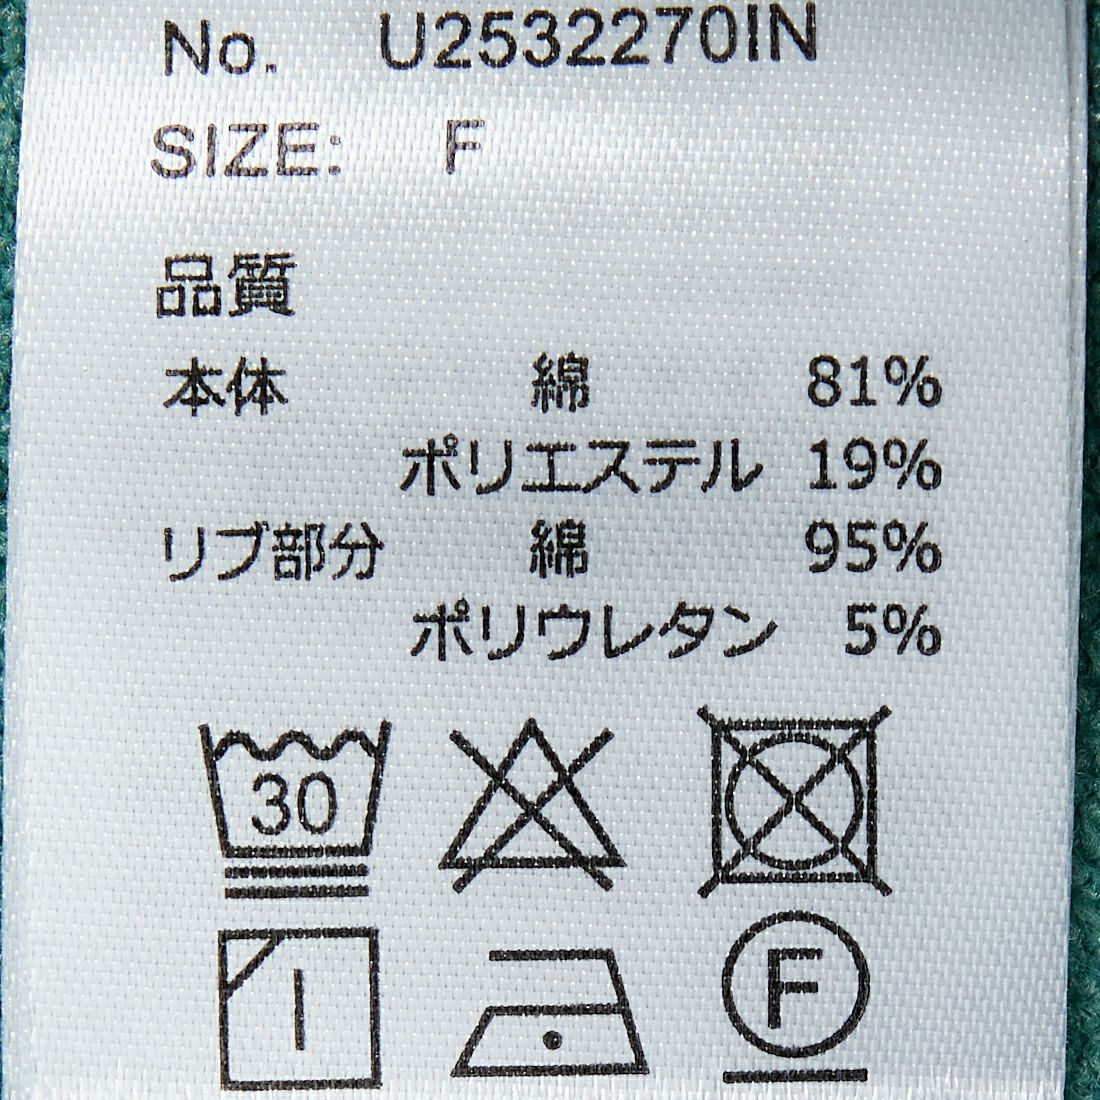 No. U2532270IN
SIZE: F
品質
本体 綿 81%
ポリエステル 19%
リブ部分 綿 95%
ポリウレタン 5%
30
F